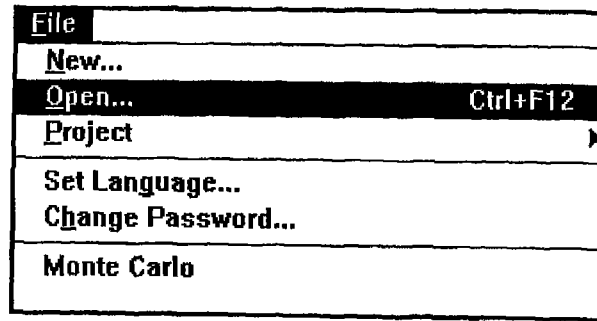 File
New...
Open... Ctrl+F12
Project
Set Language...
Change Password...
Monte Carlo